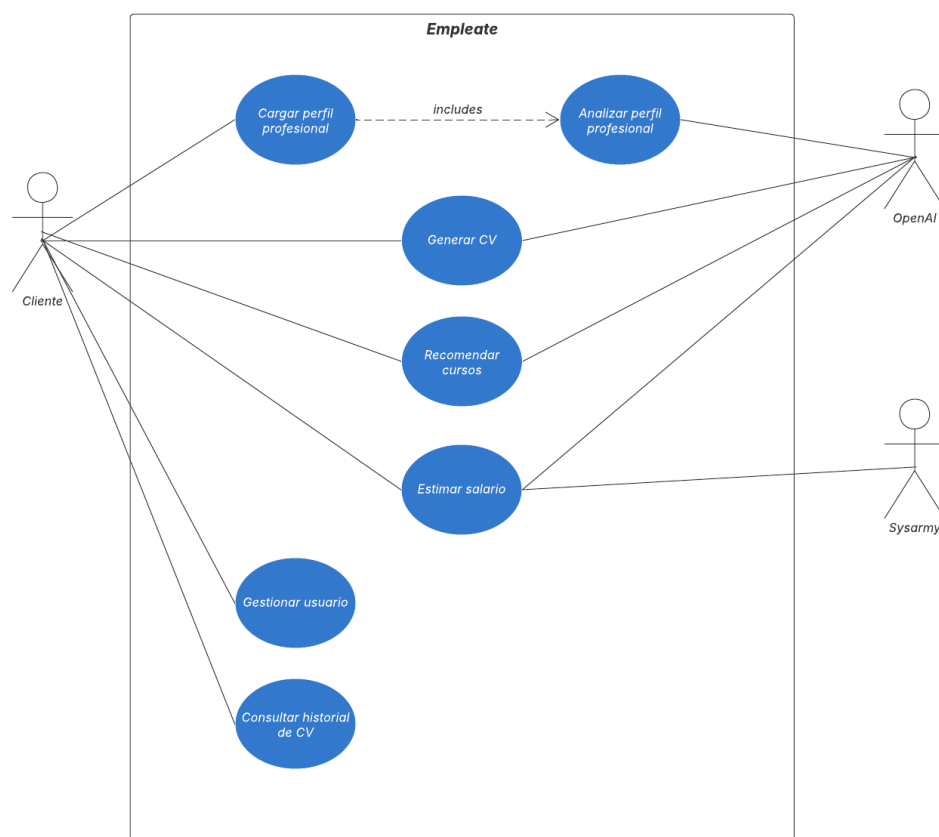 Empleate
Cargar perfil
profesional
includes
Analizar perfil
profesional
OpenAI
Generar CV
Cliente
Recomendar
cursos
Estimar salario
Sysarmy
Gestionar usuario
Consultar historial
de CV